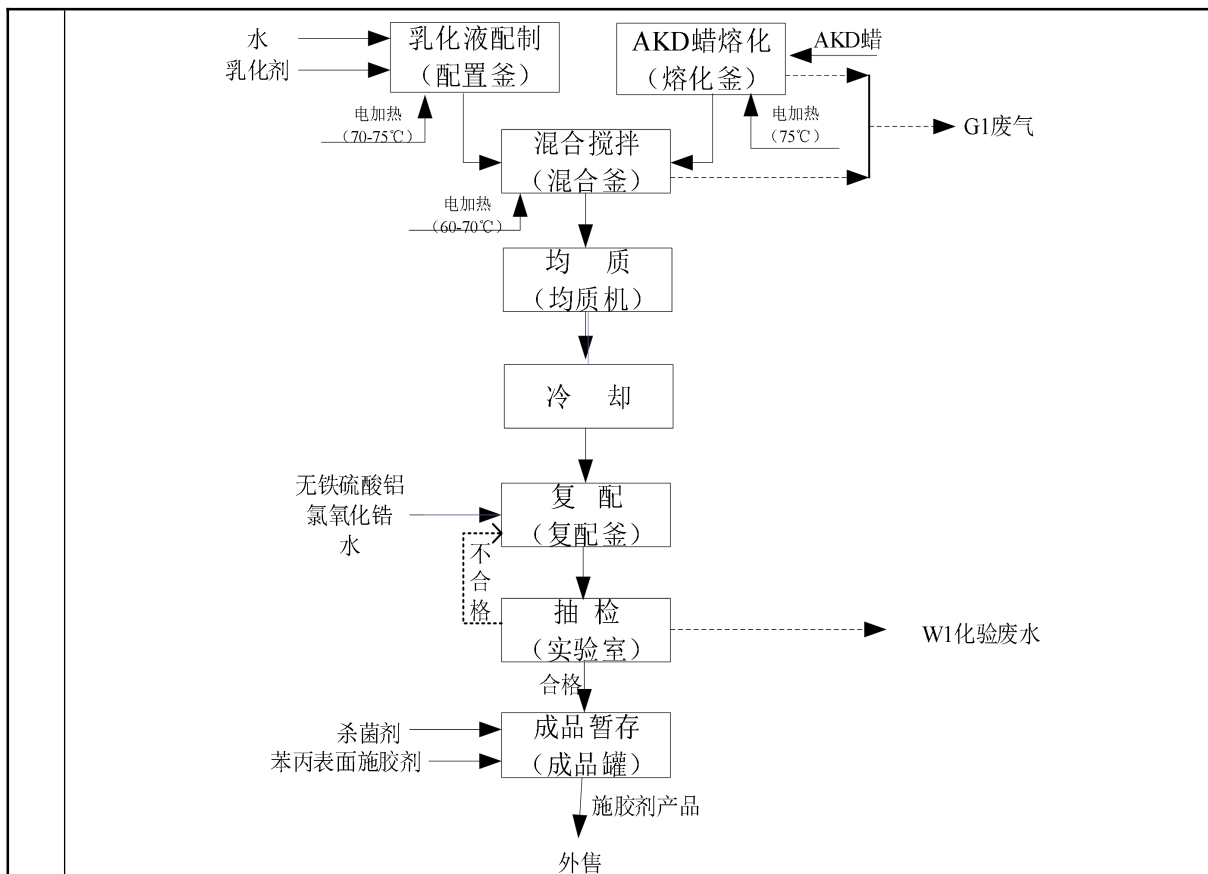 水
乳化剂
乳化液配制
（配置釜）
AKD蜡熔化
（熔化釜）
AKD蜡
电加热
（70-75℃）
电加热
（75℃）
G1废气
混合搅拌
（混合釜）
电加热
（60-70℃）
均 质
（均质机）
冷 却
无铁硫酸铝
氯氧化锆
水
复 配
（复配釜）
不合格
抽 检
（实验室）
W1化验废水
合格
杀菌剂
苯丙表面施胶剂
成品暂存
（成品罐）
施胶剂产品
外售